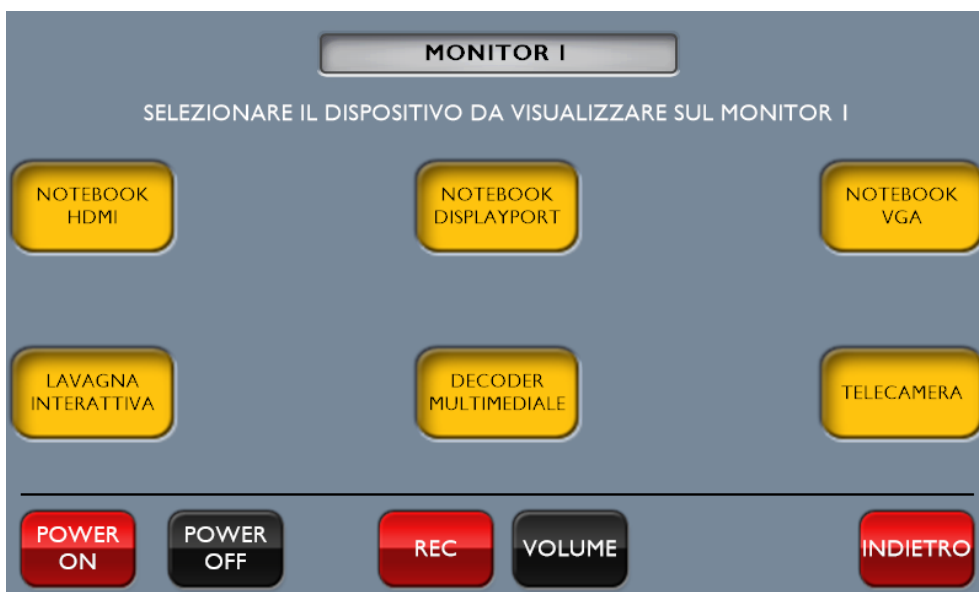 MONITOR 1
SELEZIONARE IL DISPOSITIVO DA VISUALIZZARE SUL MONITOR 1
NOTEBOOK
HDMI
NOTEBOOK
DISPLAYPORT
NOTEBOOK
VGA
LAVAGNA
INTERATTIVA
DECODER
MULTIMEDIALE
TELECAMERA
POWER
ON
POWER
OFF
REC
VOLUME
INDIETRO